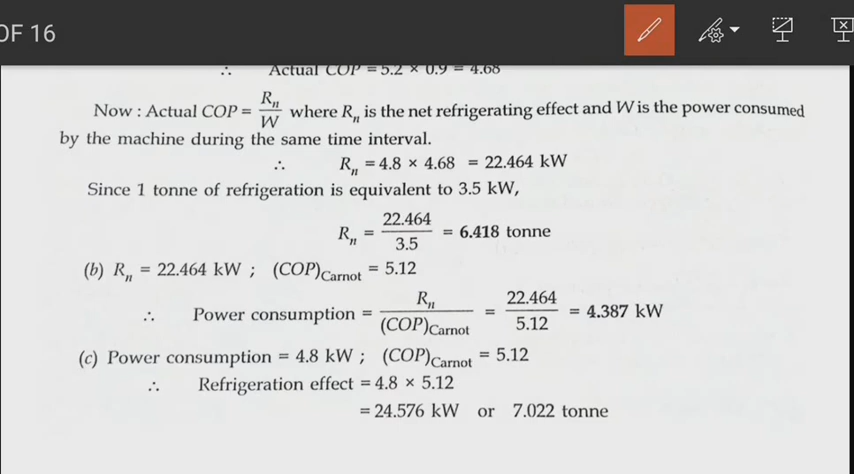 OF 16
∴ Actual COP = 5.2 × 0.9 = 4.68
Now : Actual COP = Rₙ/W where Rₙ is the net refrigerating effect and W is the power consumed
by the machine during the same time interval.
∴ Rₙ = 4.8 × 4.68 = 22.464 kW
Since 1 tonne of refrigeration is equivalent to 3.5 kW,
Rₙ = 22.464/3.5 = 6.418 tonne
(b) Rₙ = 22.464 kW ; (COP)Carnot = 5.12
∴ Power consumption = Rₙ/(COP)Carnot = 22.464/5.12 = 4.387 kW
(c) Power consumption = 4.8 kW ; (COP)Carnot = 5.12
∴ Refrigeration effect = 4.8 × 5.12
= 24.576 kW or 7.022 tonne